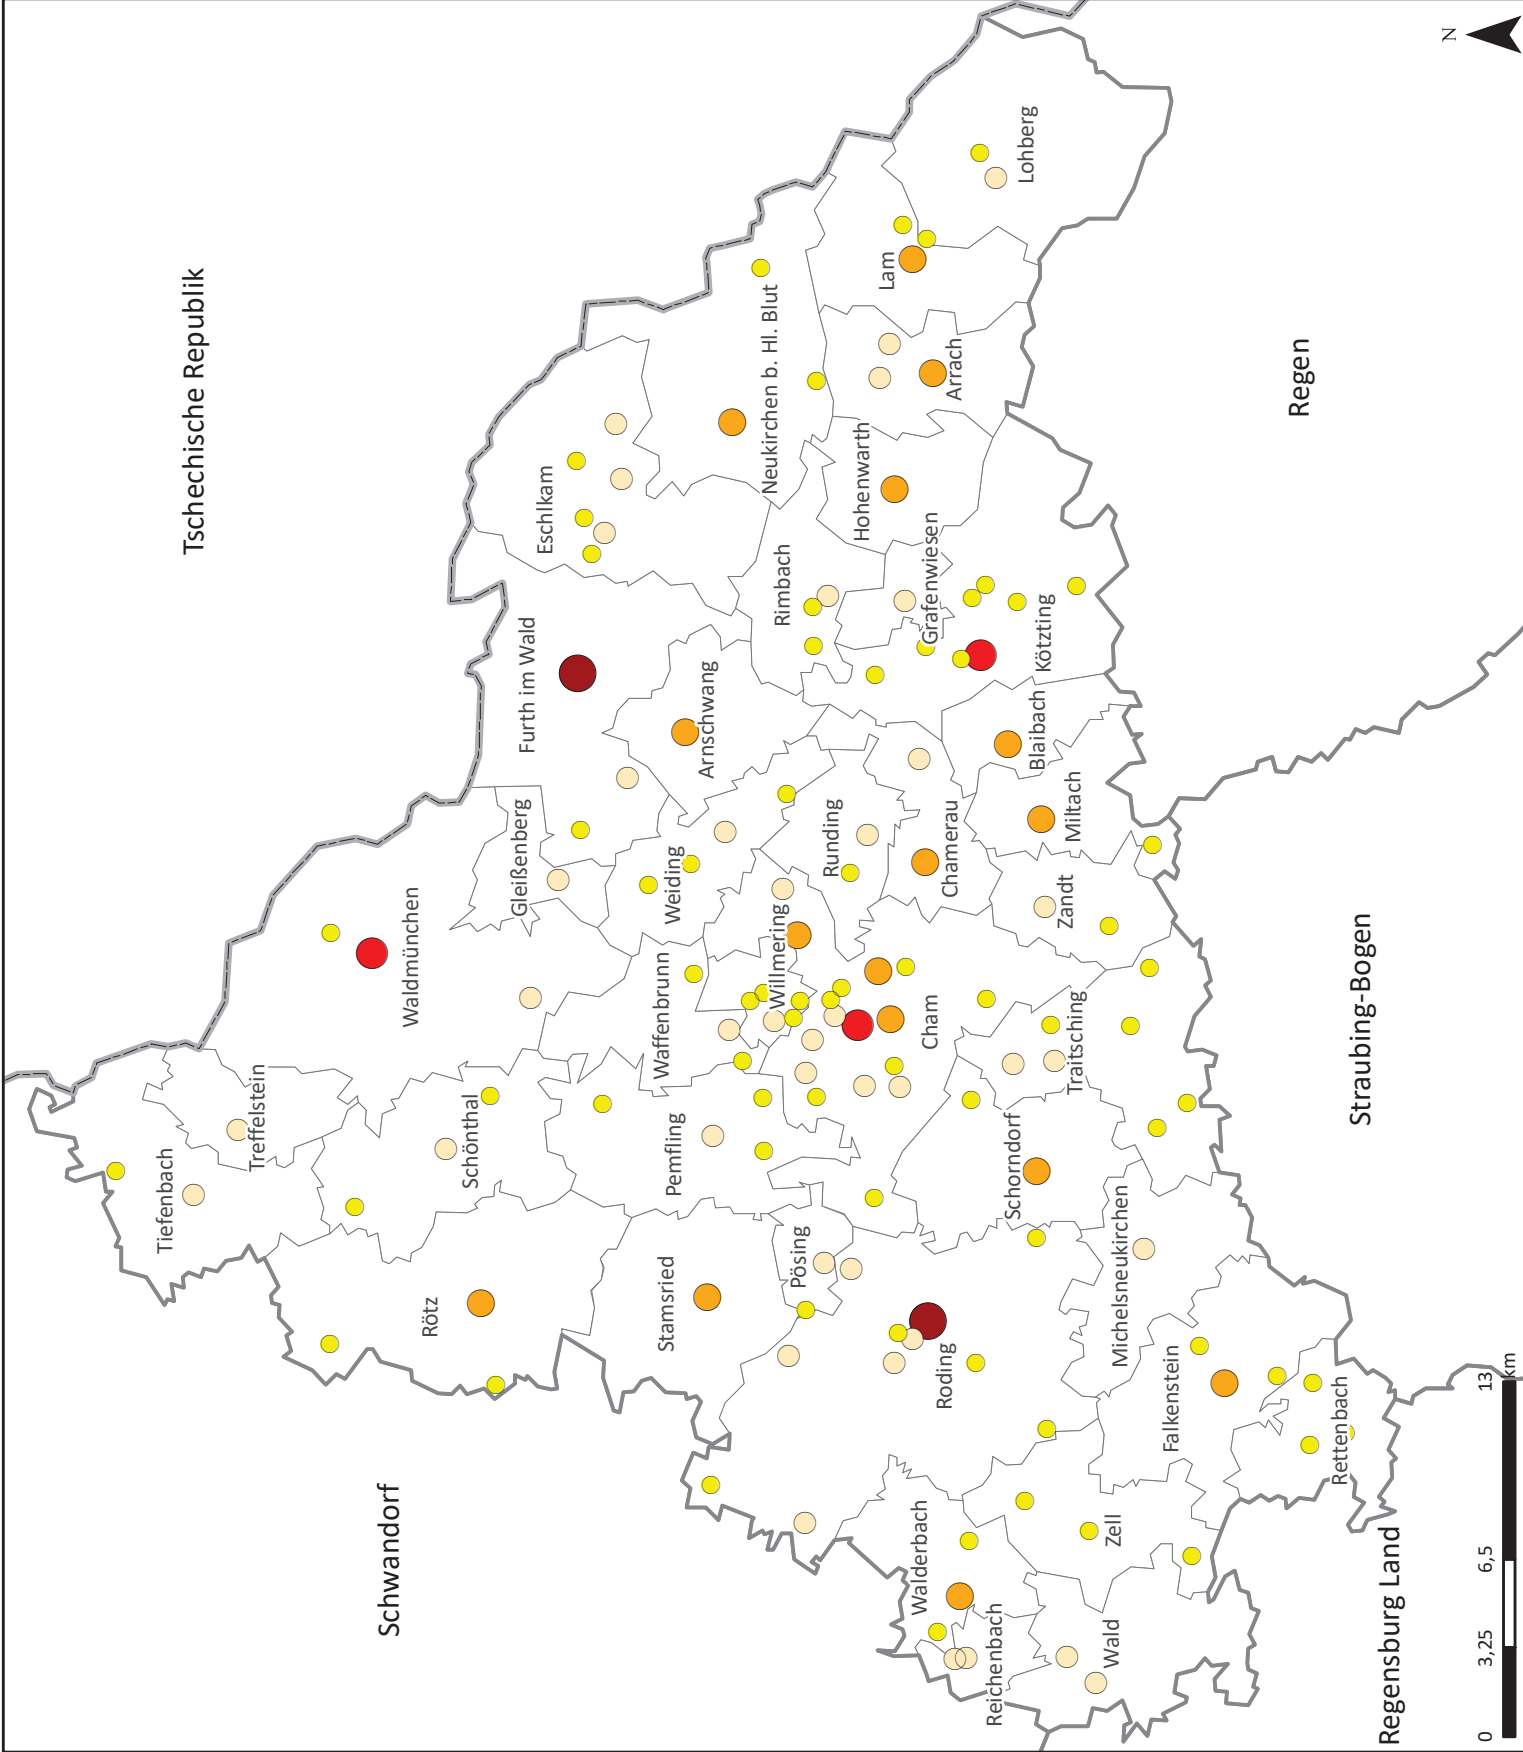 Tschechische Republik
Schwandorf
Regen
Straubing-Bogen
Regensburg Land
Tiefenbach
Treffelstein
Waldmünchen
Schönthal
Rötz
Gleißenberg
Furth im Wald
Eschlkam
Neukirchen b. Hl. Blut
Arnschwang
Weiding
Waffenbrunn
Pemfling
Stamsried
Willmering
Runding
Rimbach
Hohenwarth
Lam
Lohberg
Arrach
Grafenwiesen
Kötzting
Blaibach
Miltach
Chamerau
Zandt
Cham
Traitsching
Schorndorf
Pösing
Roding
Michelsneukirchen
Falkenstein
Rettenbach
Zell
Walderbach
Reichenbach
Wald
N
0 3,25 6,5 13
km